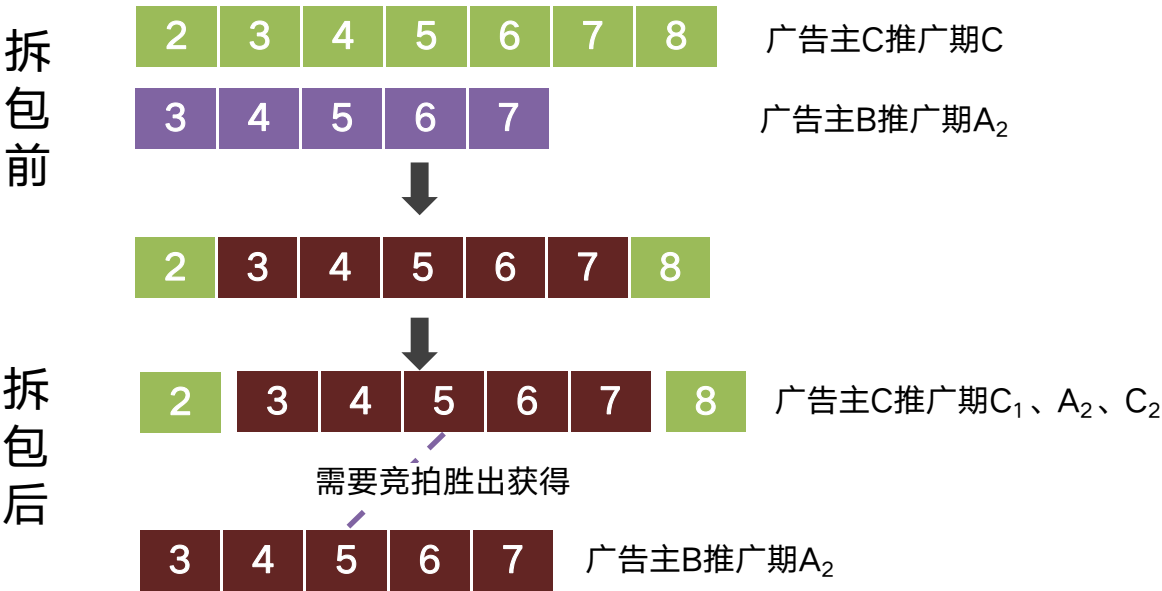 拆包前
2 3 4 5 6 7 8 广告主C推广期C
3 4 5 6 7 广告主B推广期A₂
2 3 4 5 6 7 8
拆包后
2 3 4 5 6 7 8 广告主C推广期C₁、A₂、C₂
需要竞拍胜出获得
3 4 5 6 7 广告主B推广期A₂